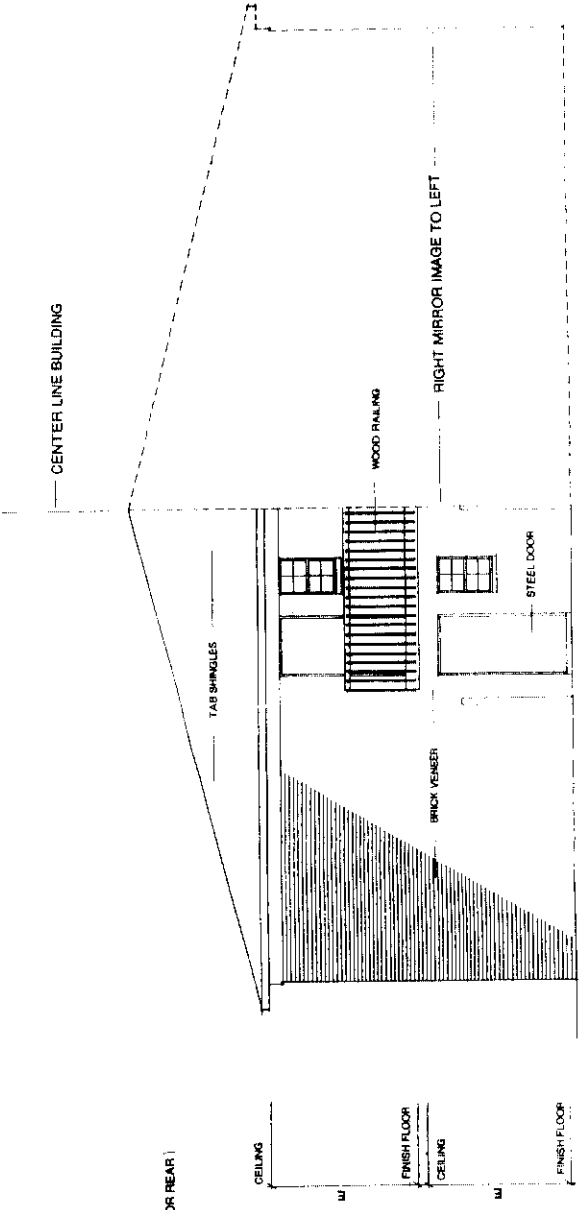 CENTER LINE BUILDING
TAB SHINGLES
WOOD RAILING
RIGHT MIRROR IMAGE TO LEFT
STEEL DOOR
BRICK VENEER
OR REAR )
CEILING
FINISH FLOOR
CEILING
FINISH FLOOR